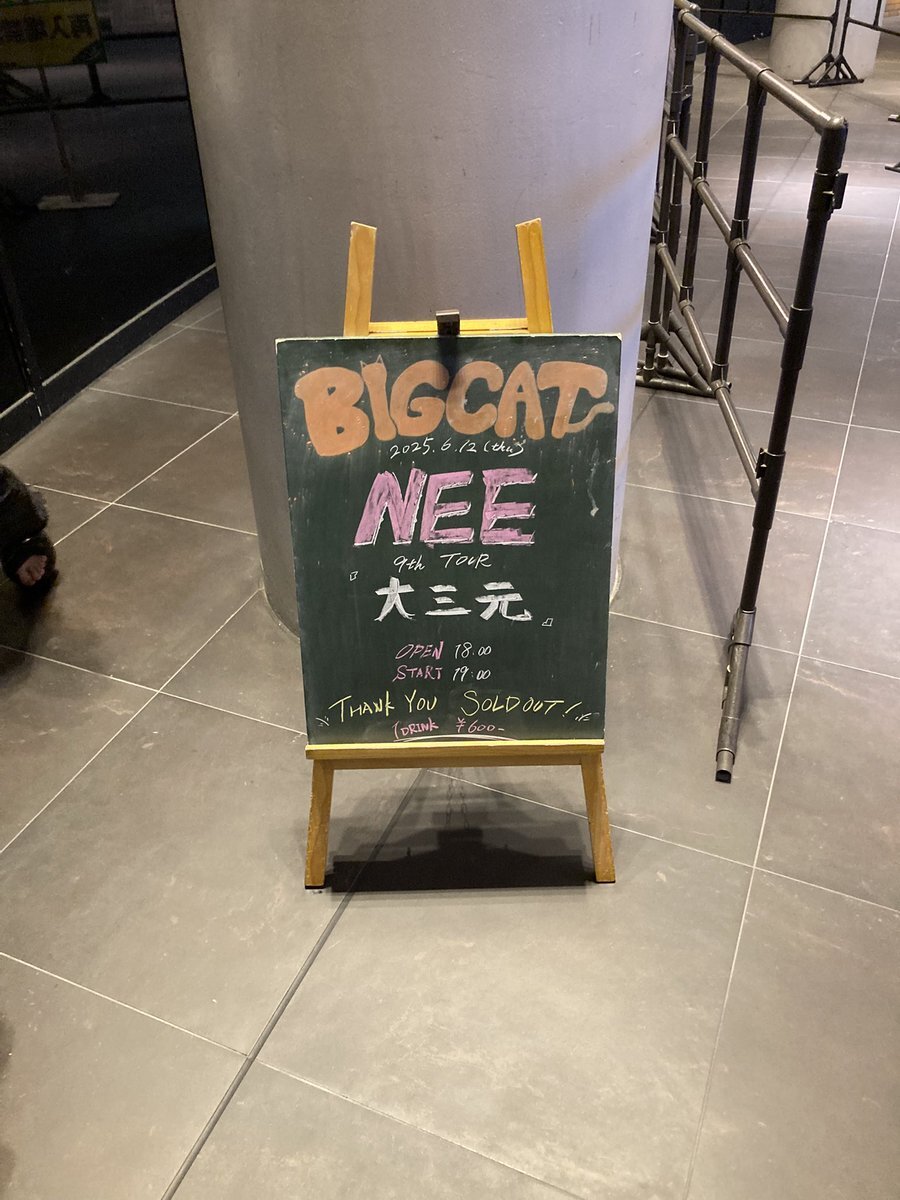 BIGCAT
2025.6.12 (thu)
NEE
9th TOUR
『大三元』
OPEN 18:00
START 19:00
THANK YOU SOLDOUT!
1DRINK ¥600-